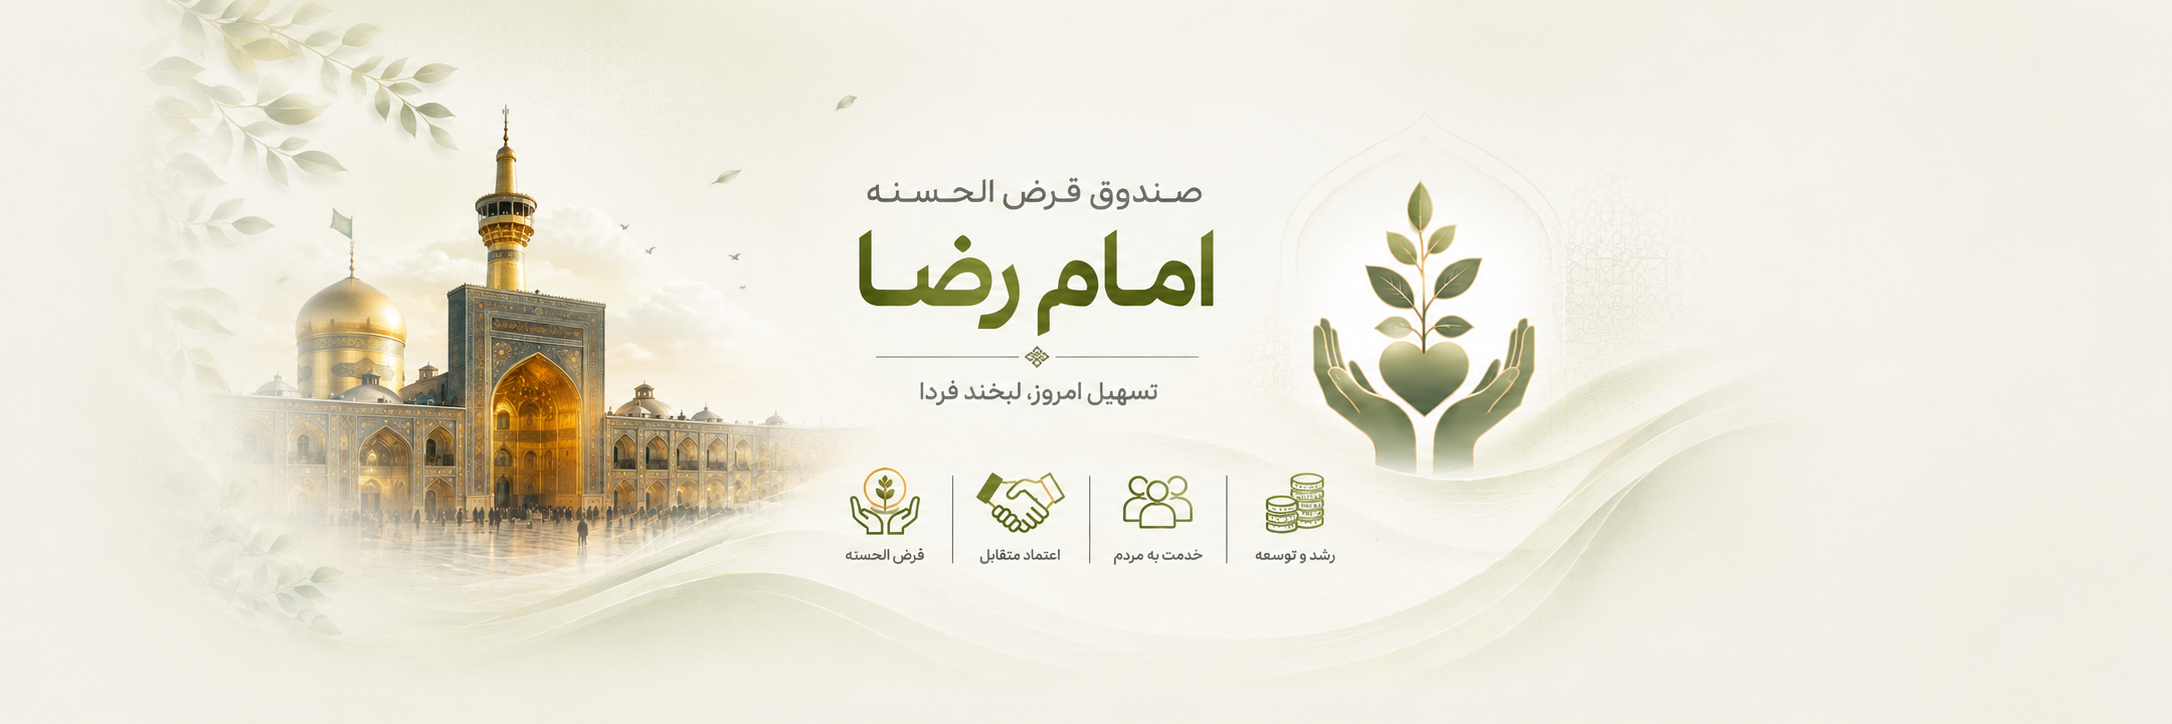 صندوق قرض الحسنه
امام رضا
تسهیل امروز، لبخند فردا
رشد و توسعه
خدمت به مردم
اعتماد متقابل
قرض الحسته